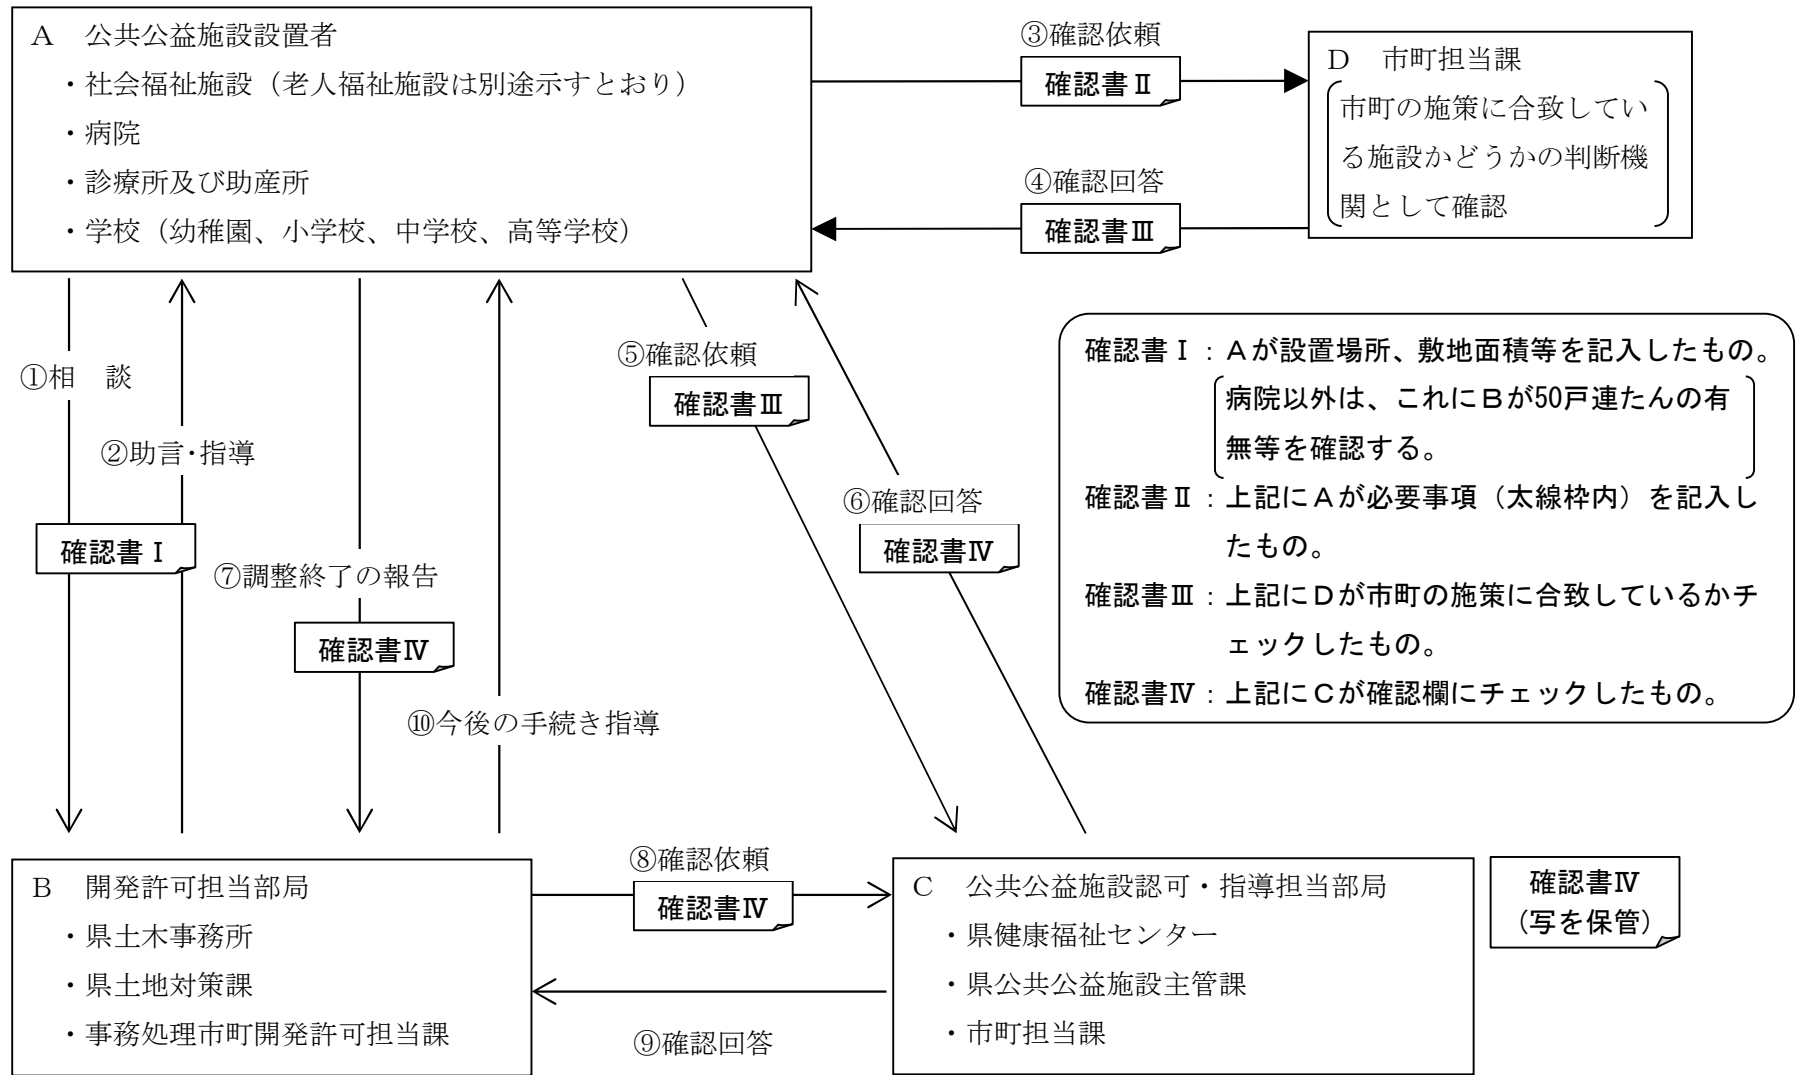 A　公共公益施設設置者
・社会福祉施設（老人福祉施設は別途示すとおり）
・病院
・診療所及び助産所
・学校（幼稚園、小学校、中学校、高等学校）
③確認依頼
確認書Ⅱ
④確認回答
確認書Ⅲ
D　市町担当課
市町の施策に合致してい
る施設かどうかの判断機
関として確認
①相　談
②助言･指導
確認書Ⅰ
⑦調整終了の報告
確認書Ⅳ
⑩今後の手続き指導
⑤確認依頼
確認書Ⅲ
⑥確認回答
確認書Ⅳ
確認書Ⅰ：Ａが設置場所、敷地面積等を記入したもの。
病院以外は、これにＢが50戸連たんの有
無等を確認する。
確認書Ⅱ：上記にＡが必要事項（太線枠内）を記入し
たもの。
確認書Ⅲ：上記にＤが市町の施策に合致しているかチ
ェックしたもの。
確認書Ⅳ：上記にＣが確認欄にチェックしたもの。
B　開発許可担当部局
・県土木事務所
・県土地対策課
・事務処理市町開発許可担当課
⑧確認依頼
確認書Ⅳ
⑨確認回答
C　公共公益施設認可・指導担当部局
・県健康福祉センター
・県公共公益施設主管課
・市町担当課
確認書Ⅳ
（写を保管）